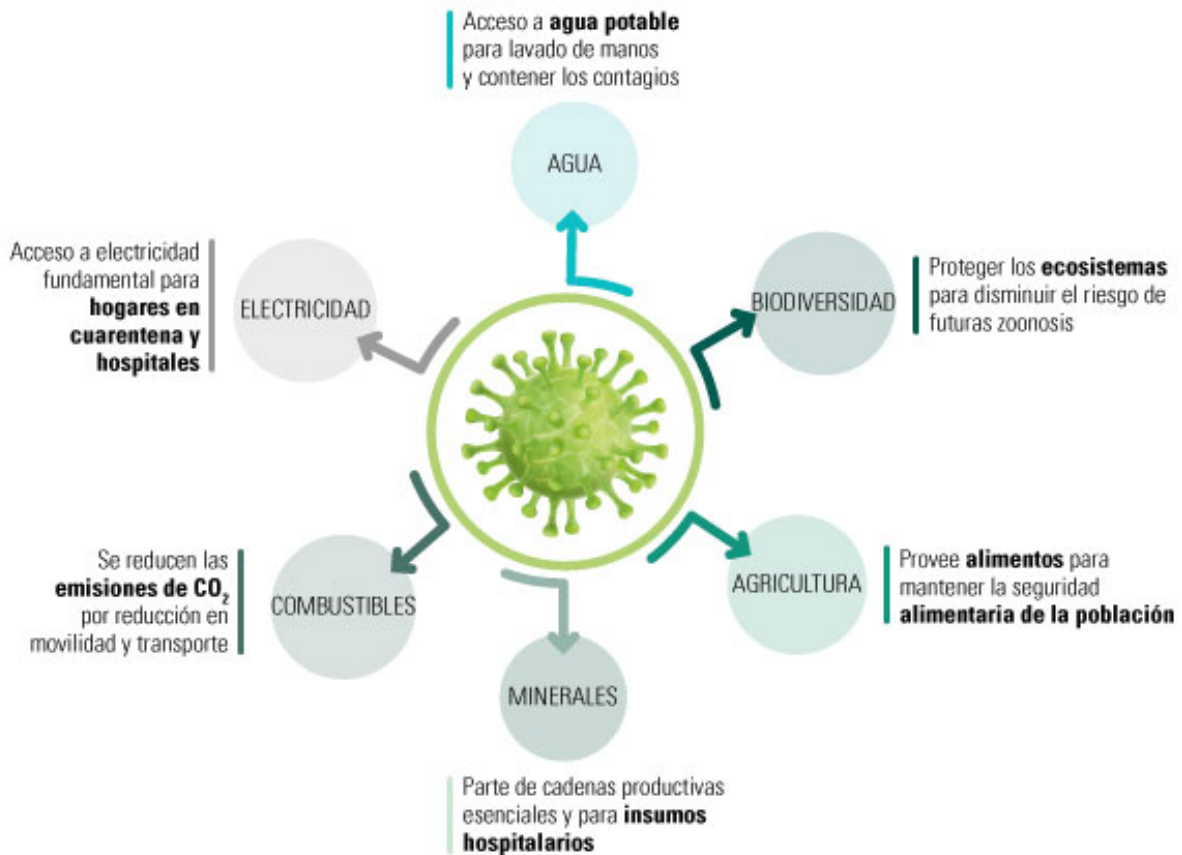 Acceso a agua potable
para lavado de manos
y contener los contagios
AGUA
Acceso a electricidad
fundamental para
hogares en
cuarentena y
hospitales
ELECTRICIDAD
BIODIVERSIDAD
Proteger los ecosistemas
para disminuir el riesgo de
futuras zoonosis
Se reducen las
emisiones de CO₂
por reducción en
movilidad y transporte
COMBUSTIBLES
AGRICULTURA
Provee alimentos para
mantener la seguridad
alimentaria de la población
MINERALES
Parte de cadenas productivas
esenciales y para insumos
hospitalarios